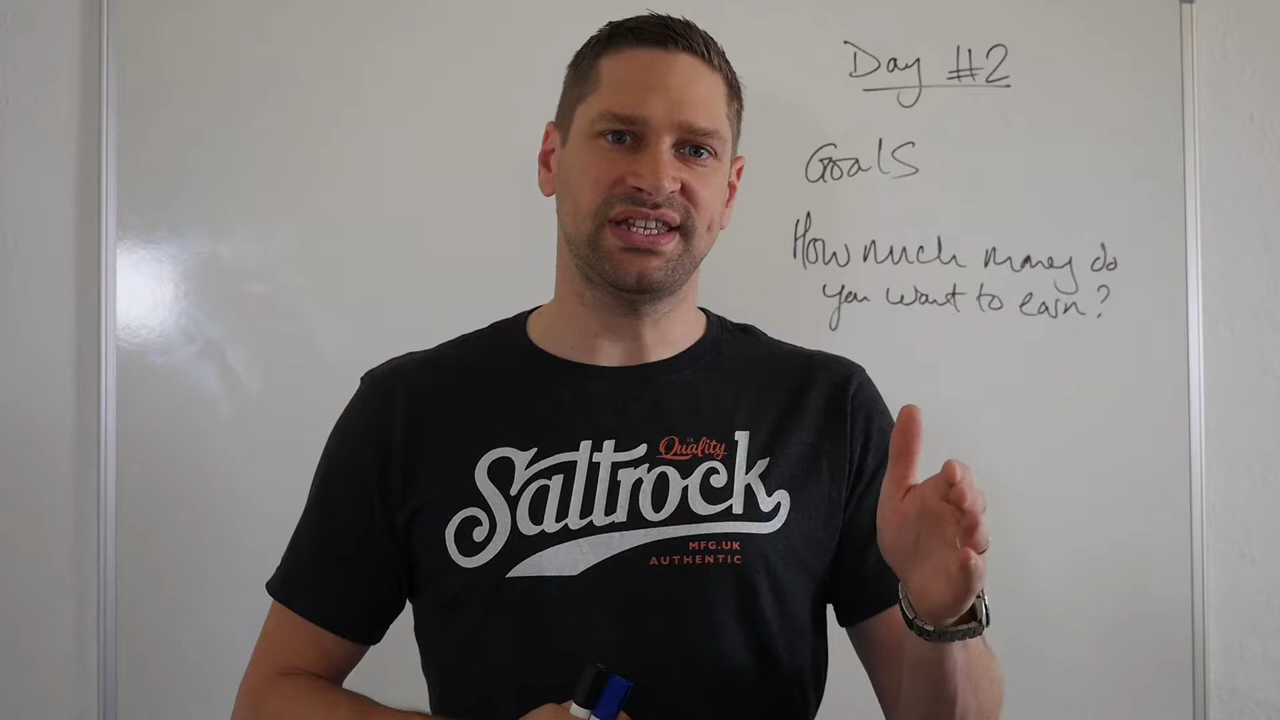 Day #2
Goals
How much money do
you want to earn?
Quality
Saltrock
MFG.UK
AUTHENTIC